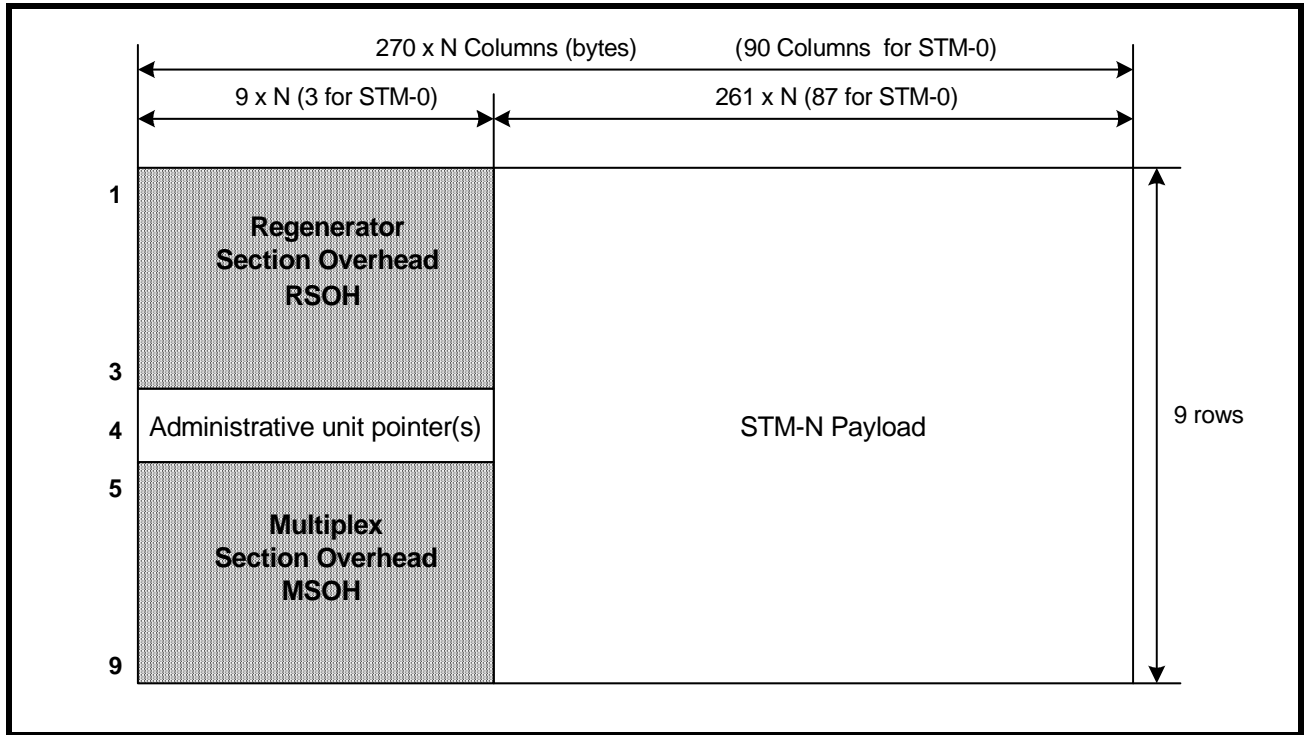 270 x N Columns (bytes) (90 Columns for STM-0)
9 x N (3 for STM-0) 261 x N (87 for STM-0)
1
Regenerator
Section Overhead
RSOH
3
4 Administrative unit pointer(s) STM-N Payload 9 rows
5
Multiplex
Section Overhead
MSOH
9